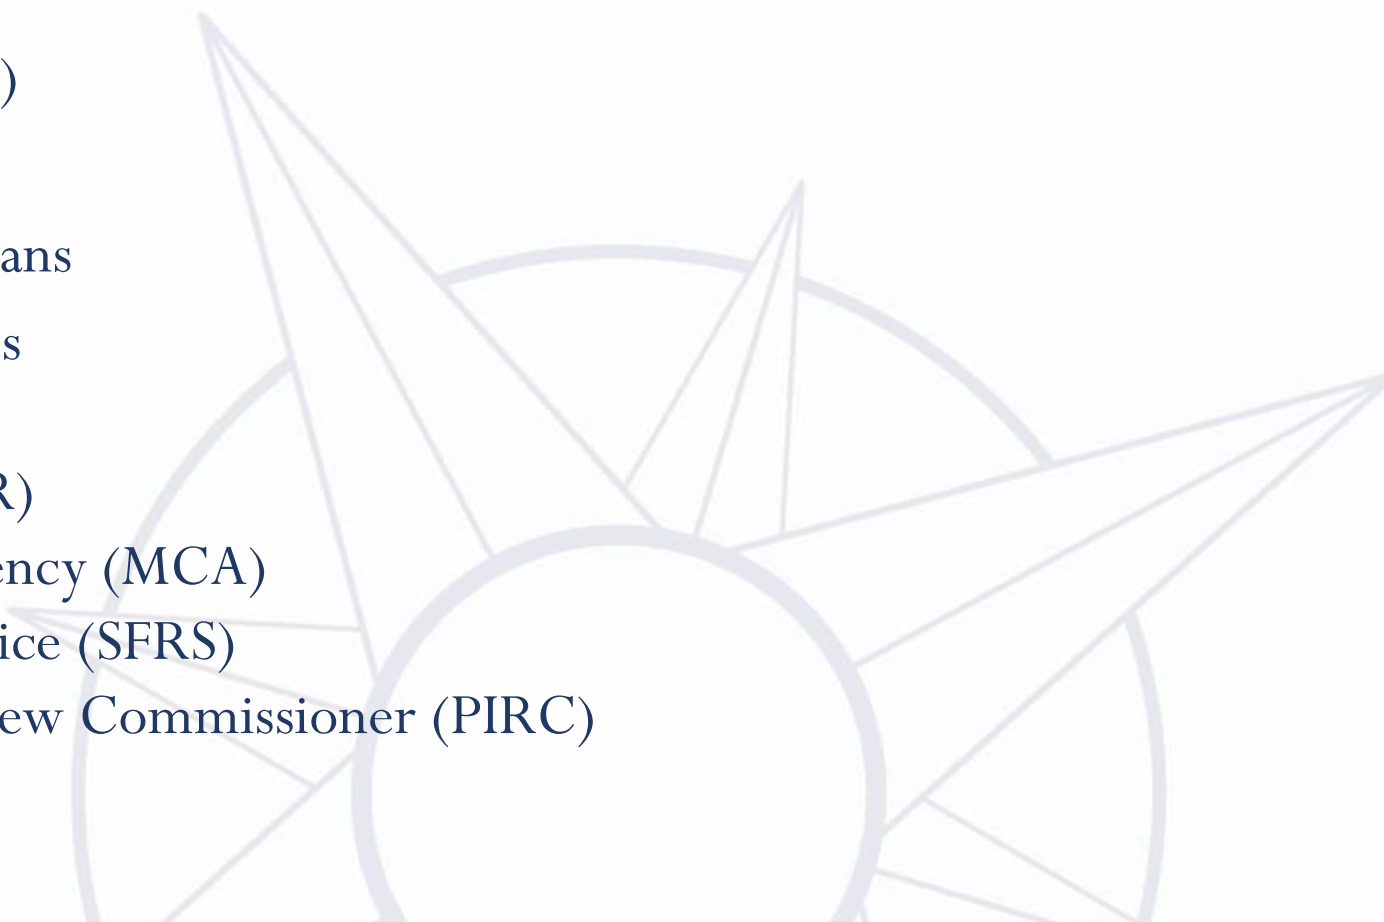 )
ans
s
R)
ency (MCA)
ice (SFRS)
ew Commissioner (PIRC)